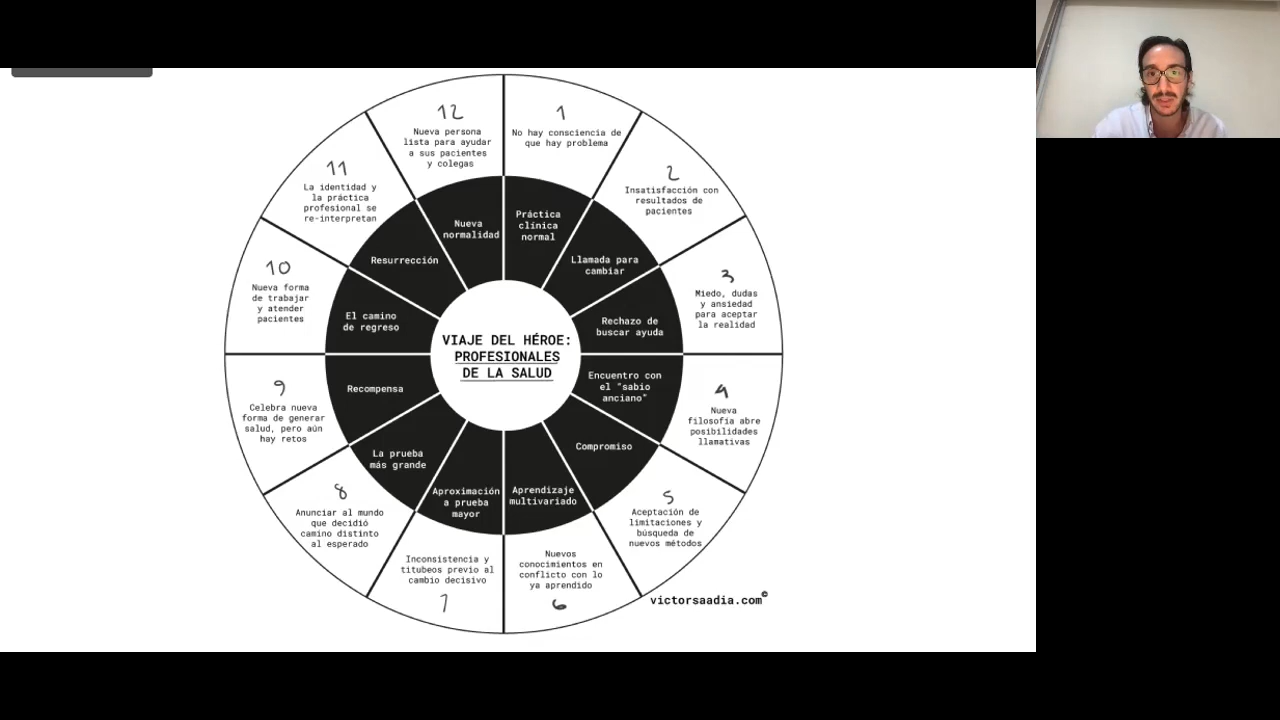 VIAJE DEL HÉROE:
PROFESIONALES
DE LA SALUD
1
No hay consciencia de
que hay problema
Práctica
clínica
normal
2
Insatisfacción con
resultados de
pacientes
Llamada para
cambiar
3
Miedo, dudas
y ansiedad
para aceptar
la realidad
Rechazo de
buscar ayuda
4
Nueva
filosofía abre
posibilidades
llamativas
Encuentro con
el "sabio
anciano"
5
Aceptación de
limitaciones y
búsqueda de
nuevos métodos
Compromiso
Nuevos
conocimientos en
conflicto con lo
ya aprendido
6
Aprendizaje
multivariado
Inconsistencia y
titubeos previo al
cambio decisivo
7
Aproximación
a prueba
mayor
8
Anunciar al mundo
que decidió
camino distinto
al esperado
La prueba
más grande
9
Celebra nueva
forma de generar
salud, pero aún
hay retos
Recompensa
10
Nueva forma
de trabajar
y atender
pacientes
El camino
de regreso
11
La identidad y
la práctica
profesional se
re-interpretan
Resurrección
12
Nueva persona
lista para ayudar
a sus pacientes
y colegas
Nueva
normalidad
victorsaadia.com©